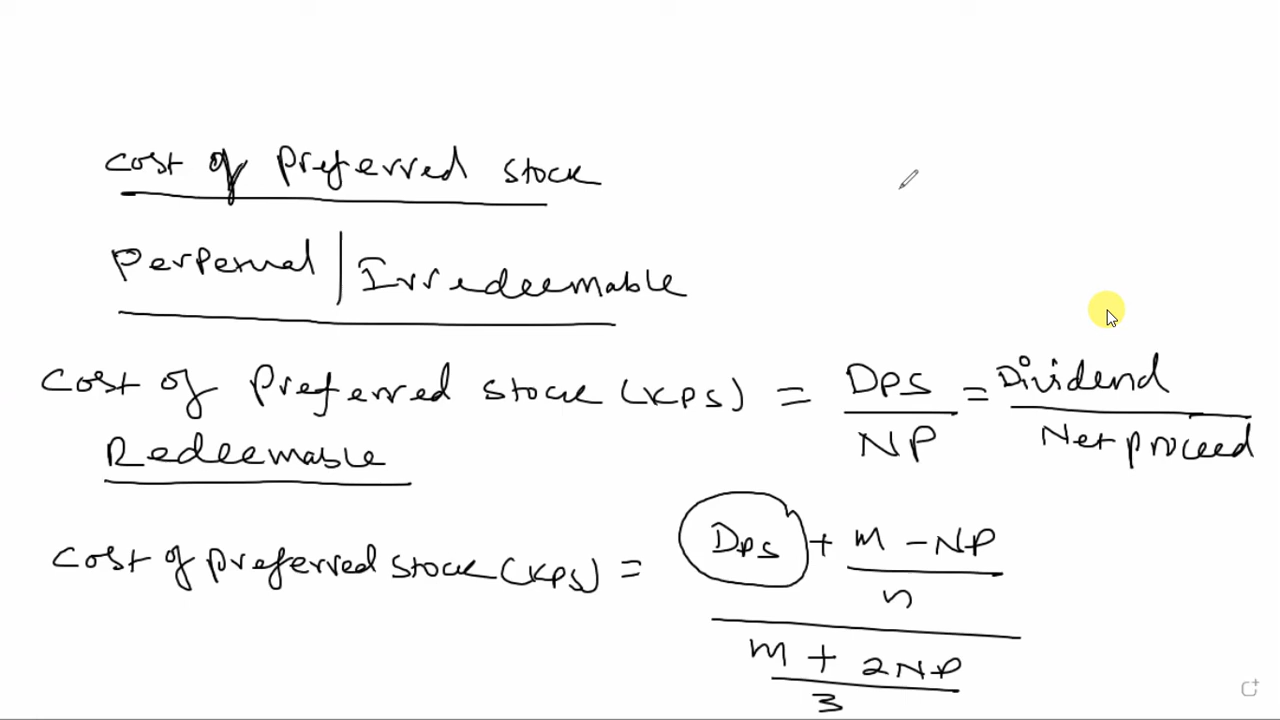 cost of preferred stock
Perpetual | Irredeemable
cost of preferred stock (KPS) = DPS / NP = Dividend / Net proceed
Redeemable
cost of preferred stock (KPS) = DPS + m - NP / n
m + 2NP / 3